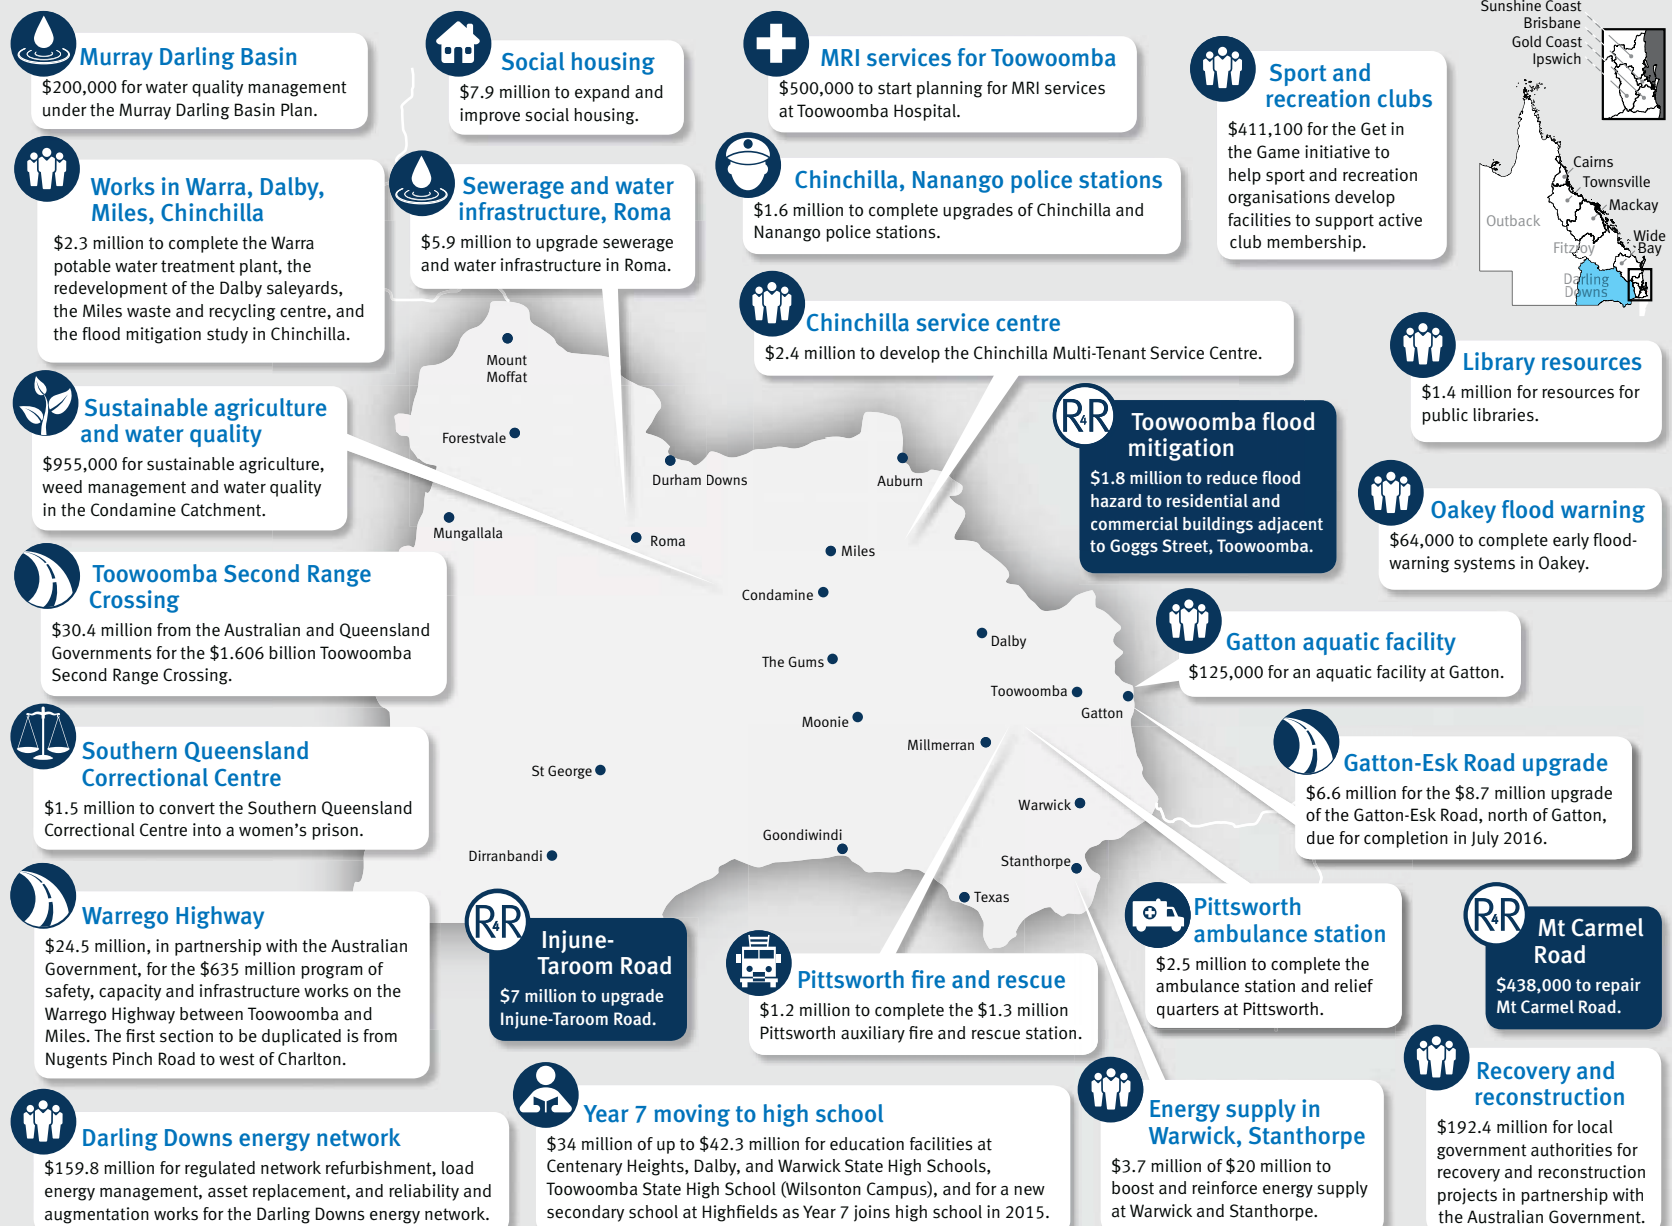 Murray Darling Basin
$200,000 for water quality management
under the Murray Darling Basin Plan.
Social housing
$7.9 million to expand and
improve social housing.
MRI services for Toowoomba
$500,000 to start planning for MRI services
at Toowoomba Hospital.
Sport and
recreation clubs
$411,100 for the Get in
the Game initiative to
help sport and recreation
organisations develop
facilities to support active
club membership.
Sunshine Coast
Brisbane
Gold Coast
Ipswich
Cairns
Townsville
Mackay
Outback
Wide
Bay
Fitzroy
Darling
Downs
Works in Warra, Dalby,
Miles, Chinchilla
$2.3 million to complete the Warra
potable water treatment plant, the
redevelopment of the Dalby saleyards,
the Miles waste and recycling centre, and
the flood mitigation study in Chinchilla.
Sewerage and water
infrastructure, Roma
$5.9 million to upgrade sewerage
and water infrastructure in Roma.
Chinchilla, Nanango police stations
$1.6 million to complete upgrades of Chinchilla and
Nanango police stations.
Chinchilla service centre
$2.4 million to develop the Chinchilla Multi-Tenant Service Centre.
Library resources
$1.4 million for resources for
public libraries.
R4R
Toowoomba flood
mitigation
$1.8 million to reduce flood
hazard to residential and
commercial buildings adjacent
to Goggs Street, Toowoomba.
Oakey flood warning
$64,000 to complete early flood-
warning systems in Oakey.
Sustainable agriculture
and water quality
$955,000 for sustainable agriculture,
weed management and water quality
in the Condamine Catchment.
Mount
Moffat
Forestvale
Durham Downs
Auburn
Mungallala
Roma
Miles
Condamine
Dalby
The Gums
Toowoomba
Gatton
Moonie
Millmerran
St George
Warwick
Goondiwindi
Dirranbandi
Stanthorpe
Texas
Toowoomba Second Range
Crossing
$30.4 million from the Australian and Queensland
Governments for the $1.606 billion Toowoomba
Second Range Crossing.
Gatton aquatic facility
$125,000 for an aquatic facility at Gatton.
Southern Queensland
Correctional Centre
$1.5 million to convert the Southern Queensland
Correctional Centre into a women's prison.
Gatton-Esk Road upgrade
$6.6 million for the $8.7 million upgrade
of the Gatton-Esk Road, north of Gatton,
due for completion in July 2016.
Warrego Highway
$24.5 million, in partnership with the Australian
Government, for the $635 million program of
safety, capacity and infrastructure works on the
Warrego Highway between Toowoomba and
Miles. The first section to be duplicated is from
Nugents Pinch Road to west of Charlton.
R4R
Injune-
Taroom Road
$7 million to upgrade
Injune-Taroom Road.
Pittsworth fire and rescue
$1.2 million to complete the $1.3 million
Pittsworth auxiliary fire and rescue station.
Pittsworth
ambulance station
$2.5 million to complete the
ambulance station and relief
quarters at Pittsworth.
R4R
Mt Carmel
Road
$438,000 to repair
Mt Carmel Road.
Darling Downs energy network
$159.8 million for regulated network refurbishment, load
energy management, asset replacement, and reliability and
augmentation works for the Darling Downs energy network.
Year 7 moving to high school
$34 million of up to $42.3 million for education facilities at
Centenary Heights, Dalby, and Warwick State High Schools,
Toowoomba State High School (Wilsonton Campus), and for a new
secondary school at Highfields as Year 7 joins high school in 2015.
Energy supply in
Warwick, Stanthorpe
$3.7 million of $20 million to
boost and reinforce energy supply
at Warwick and Stanthorpe.
Recovery and
reconstruction
$192.4 million for local
government authorities for
recovery and reconstruction
projects in partnership with
the Australian Government.